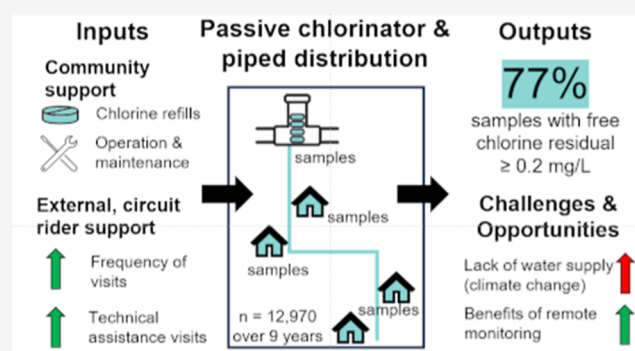 Inputs
Community
support
Chlorine refills
Operation &
maintenance
External, circuit
rider support
Frequency of
visits
Technical
assistance visits
Passive chlorinator &
piped distribution
samples
samples
samples
samples
n = 12,970
over 9 years
Outputs
77%
samples with free
chlorine residual
≥ 0.2 mg/L
Challenges &
Opportunities
Lack of water supply
(climate change)
Benefits of remote
monitoring